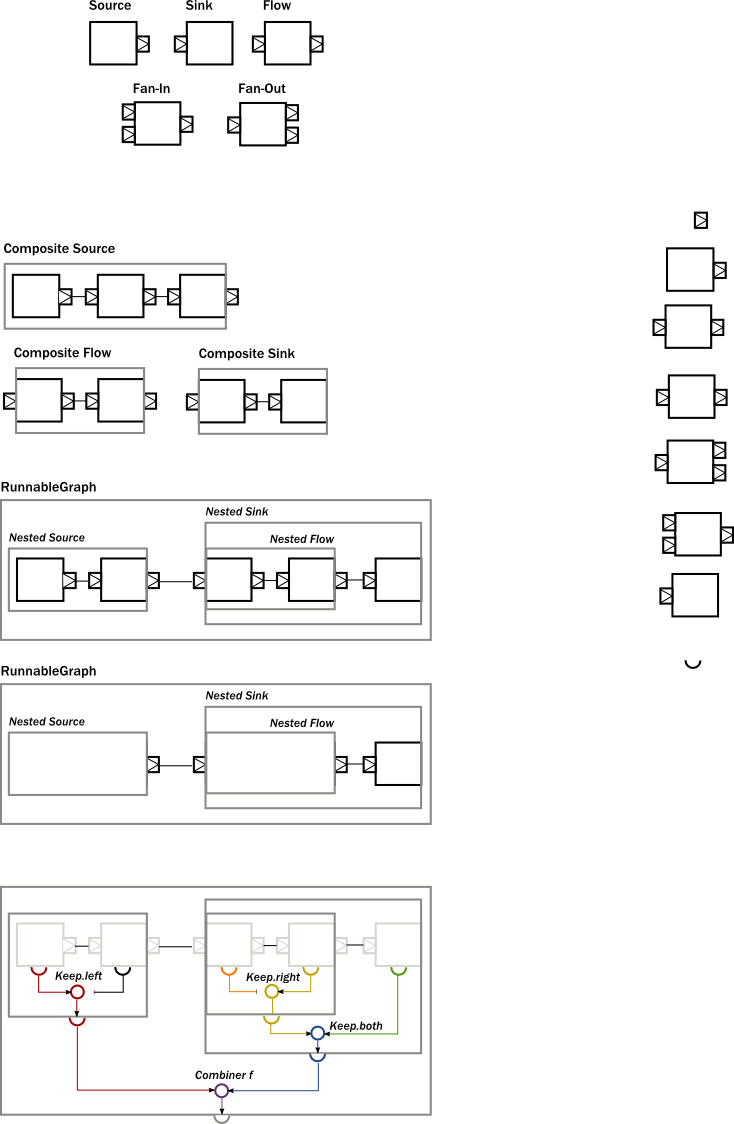 Source Sink Flow
Fan-In Fan-Out
Composite Source
Composite Flow Composite Sink
RunnableGraph
Nested Sink
Nested Source Nested Flow
RunnableGraph
Nested Sink
Nested Source Nested Flow
Keep.left Keep.right
Keep.both
Combiner f